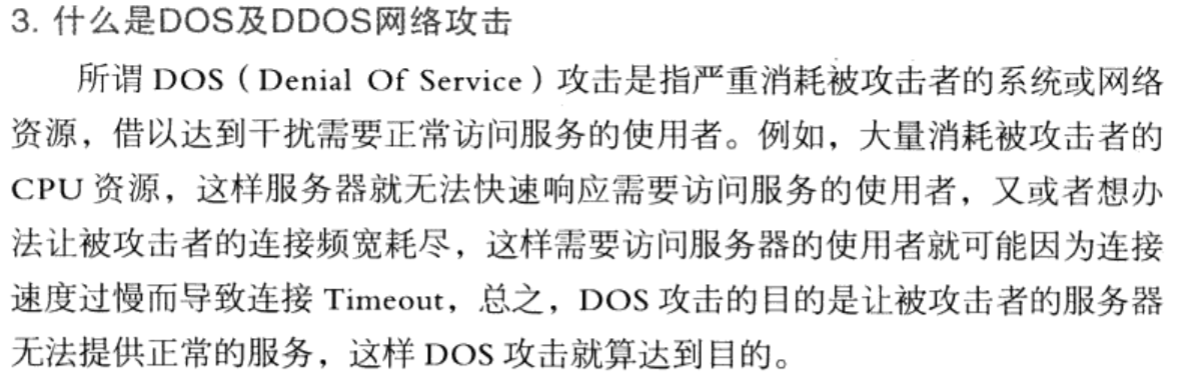 3. 什么是DOS及DDOS网络攻击
所谓 DOS（Denial Of Service）攻击是指严重消耗被攻击者的系统或网络
资源，借以达到干扰需要正常访问服务的使用者。例如，大量消耗被攻击者的
CPU 资源，这样服务器就无法快速响应需要访问服务的使用者，又或者想办
法让被攻击者的连接频宽耗尽，这样需要访问服务器的使用者就可能因为连接
速度过慢而导致连接 Timeout，总之，DOS 攻击的目的是让被攻击者的服务器
无法提供正常的服务，这样 DOS 攻击就算达到目的。